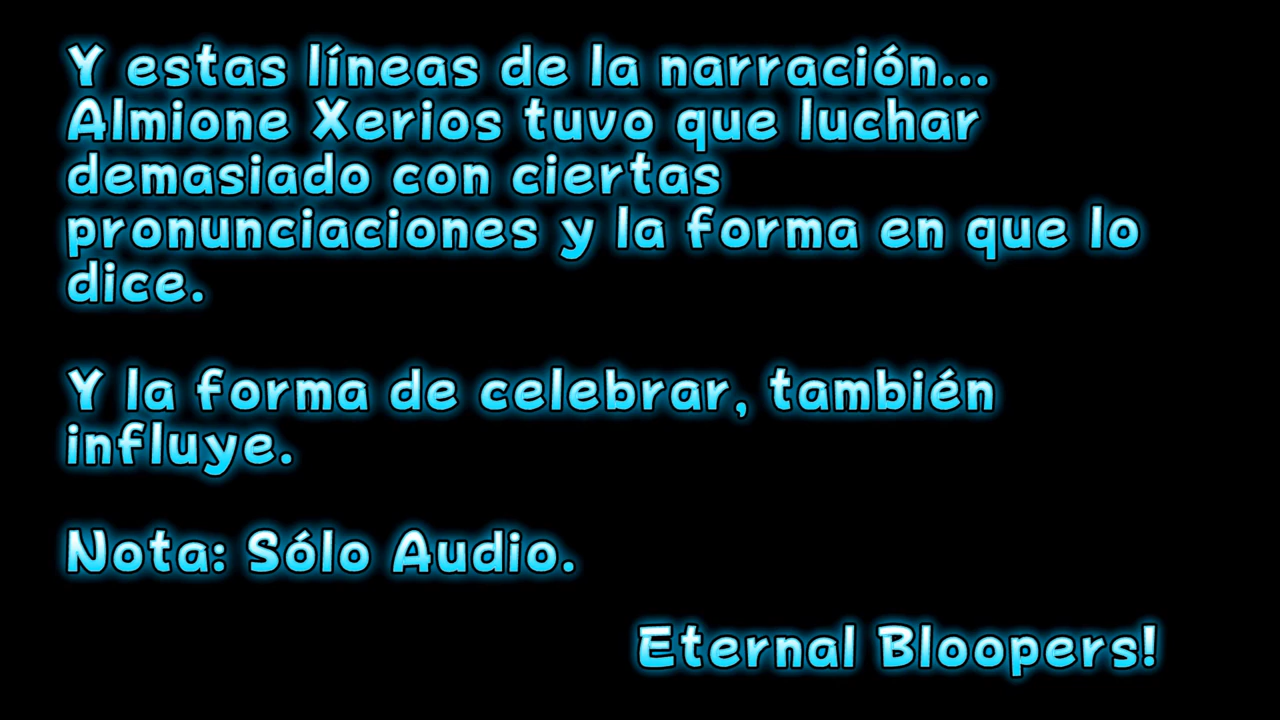 Y estas líneas de la narración...
Almione Xerios tuvo que luchar
demasiado con ciertas
pronunciaciones y la forma en que lo
dice.
Y la forma de celebrar, también
influye.
Nota: Sólo Audio.
Eternal Bloopers!